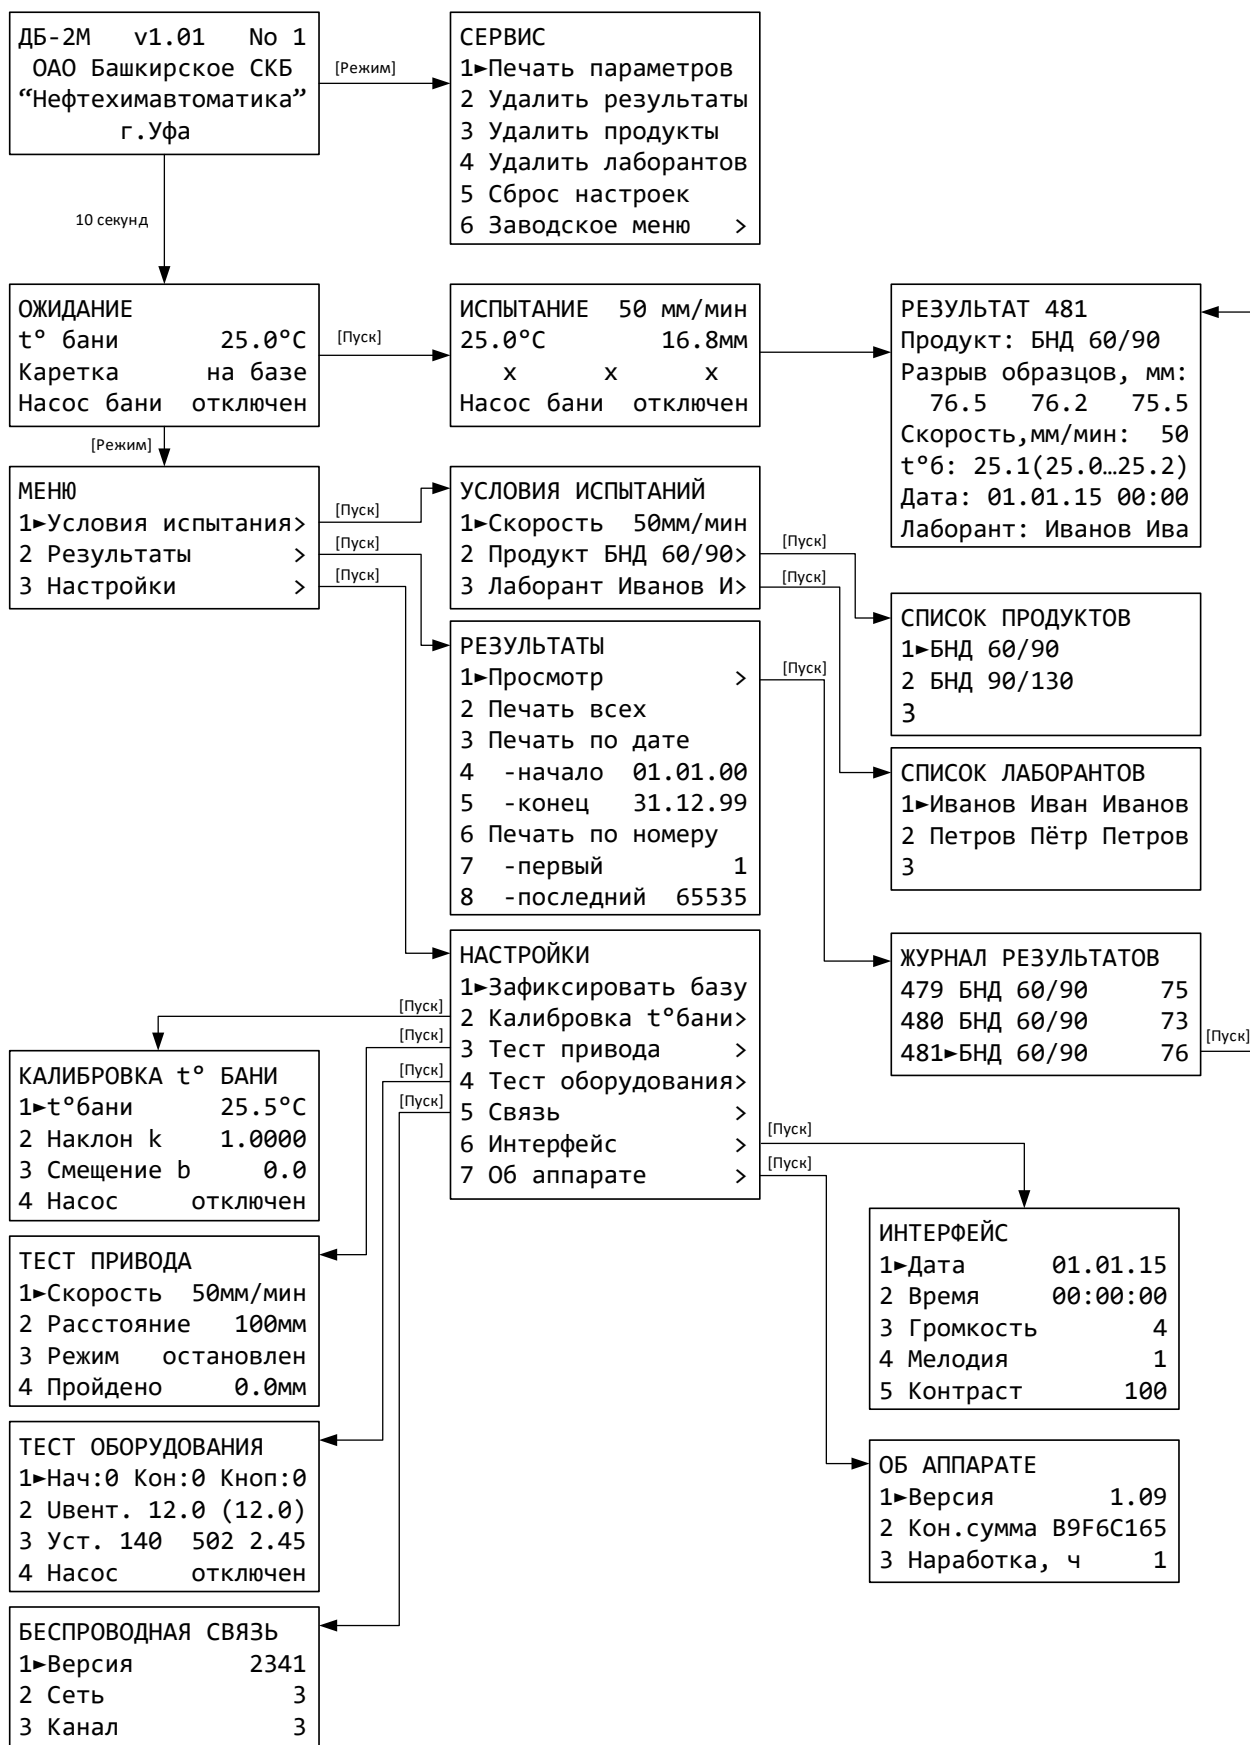 ДБ-2М v1.01 No 1
ОАО Башкирское СКБ
“Нефтехимавтоматика”
г.Уфа
[Режим]
СЕРВИС
1►Печать параметров
2 Удалить результаты
3 Удалить продукты
4 Удалить лаборантов
5 Сброс настроек
6 Заводское меню >
10 секунд
ОЖИДАНИЕ
t° бани 25.0°C
Каретка на базе
Насос бани отключен
[Пуск]
ИСПЫТАНИЕ 50 мм/мин
25.0°C 16.8мм
x x x
Насос бани отключен
РЕЗУЛЬТАТ 481
Продукт: БНД 60/90
Разрыв образцов, мм:
76.5 76.2 75.5
Скорость,мм/мин: 50
t°б: 25.1(25.0…25.2)
Дата: 01.01.15 00:00
Лаборант: Иванов Ива
[Режим]
МЕНЮ
1►Условия испытания>
2 Результаты >
3 Настройки >
[Пуск]
[Пуск]
[Пуск]
УСЛОВИЯ ИСПЫТАНИЙ
1►Скорость 50мм/мин
2 Продукт БНД 60/90>
3 Лаборант Иванов И>
[Пуск]
[Пуск]
СПИСОК ПРОДУКТОВ
1►БНД 60/90
2 БНД 90/130
3
РЕЗУЛЬТАТЫ
1►Просмотр >
2 Печать всех
3 Печать по дате
4 -начало 01.01.00
5 -конец 31.12.99
6 Печать по номеру
7 -первый 1
8 -последний 65535
[Пуск]
СПИСОК ЛАБОРАНТОВ
1►Иванов Иван Иванов
2 Петров Пётр Петров
3
ЖУРНАЛ РЕЗУЛЬТАТОВ
479 БНД 60/90 75
480 БНД 60/90 73
481►БНД 60/90 76
[Пуск]
НАСТРОЙКИ
1►Зафиксировать базу
2 Калибровка t°бани>
3 Тест привода >
4 Тест оборудования>
5 Связь >
6 Интерфейс >
7 Об аппарате >
[Пуск]
[Пуск]
[Пуск]
[Пуск]
[Пуск]
[Пуск]
КАЛИБРОВКА t° БАНИ
1►t°бани 25.5°C
2 Наклон k 1.0000
3 Смещение b 0.0
4 Насос отключен
ТЕСТ ПРИВОДА
1►Скорость 50мм/мин
2 Расстояние 100мм
3 Режим остановлен
4 Пройдено 0.0мм
ИНТЕРФЕЙС
1►Дата 01.01.15
2 Время 00:00:00
3 Громкость 4
4 Мелодия 1
5 Контраст 100
ТЕСТ ОБОРУДОВАНИЯ
1►Нач:0 Кон:0 Кноп:0
2 Uвент. 12.0 (12.0)
3 Уст. 140 502 2.45
4 Насос отключен
ОБ АППАРАТЕ
1►Версия 1.09
2 Кон.сумма B9F6C165
3 Наработка, ч 1
БЕСПРОВОДНАЯ СВЯЗЬ
1►Версия 2341
2 Сеть 3
3 Канал 3